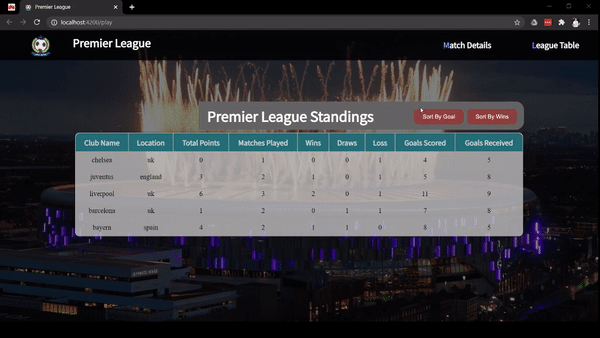 Premier League
localhost:4200/play
Premier League
Match Details
League Table
Premier League Standings
Sort By Goal
Sort By Wins
Club Name Location Total Points Matches Played Wins Draws Loss Goals Scored Goals Received
chelsea uk 0 1 0 0 1 4 5
juventus england 3 2 1 0 1 5 8
liverpool uk 6 3 2 0 1 11 9
barcelona uk 1 2 0 1 1 7 8
bayern spain 4 2 1 1 0 8 5